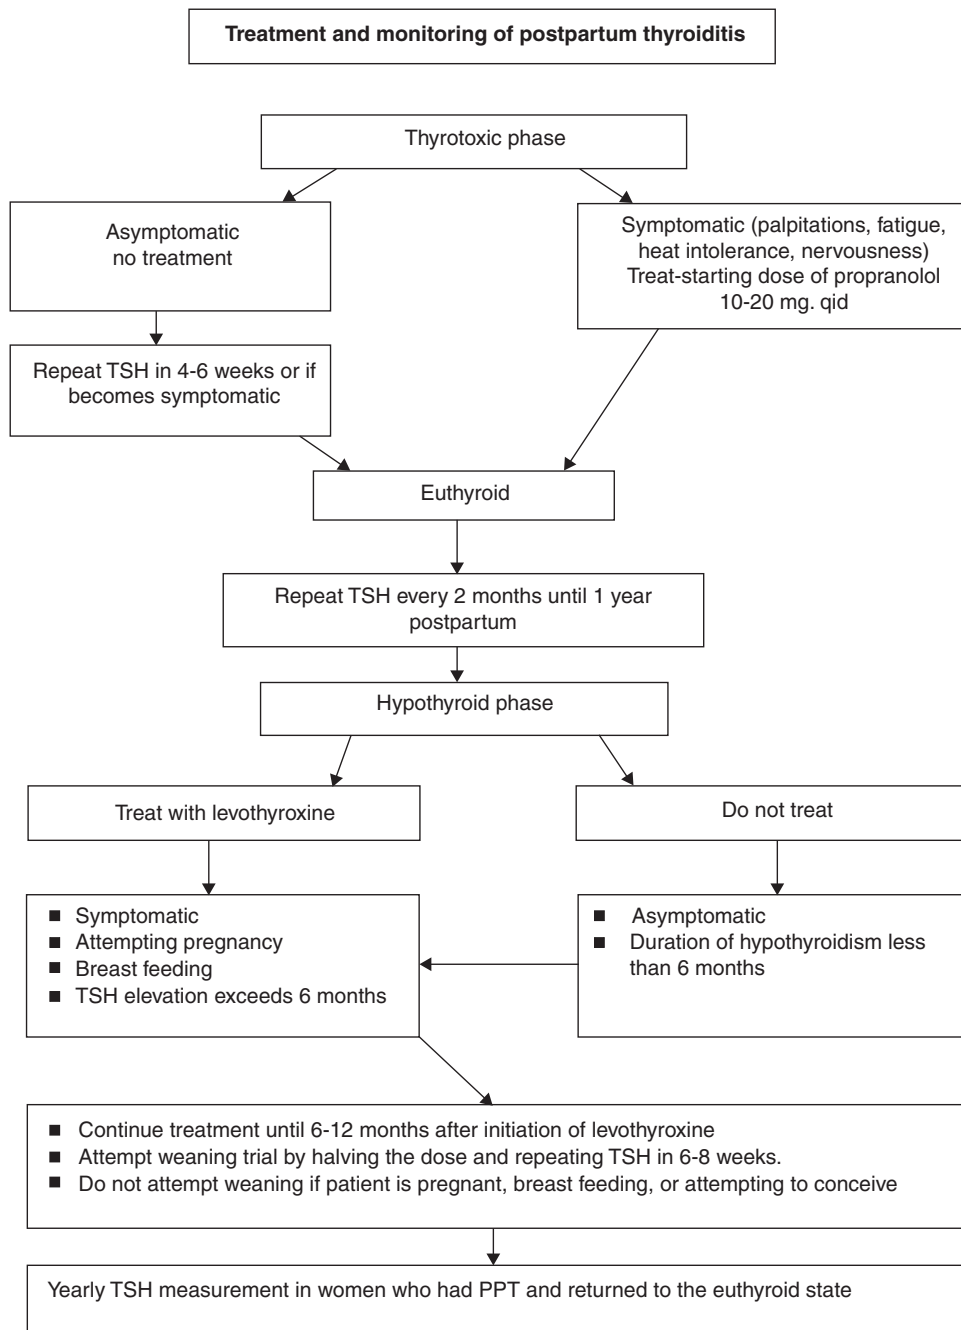 Treatment and monitoring of postpartum thyroiditis
Thyrotoxic phase
Asymptomatic
no treatment
Symptomatic (palpitations, fatigue,
heat intolerance, nervousness)
Treat-starting dose of propranolol
10-20 mg. qid
Repeat TSH in 4-6 weeks or if
becomes symptomatic
Euthyroid
Repeat TSH every 2 months until 1 year
postpartum
Hypothyroid phase
Treat with levothyroxine
Do not treat
■ Symptomatic
■ Attempting pregnancy
■ Breast feeding
■ TSH elevation exceeds 6 months
■ Asymptomatic
■ Duration of hypothyroidism less
than 6 months
■ Continue treatment until 6-12 months after initiation of levothyroxine
■ Attempt weaning trial by halving the dose and repeating TSH in 6-8 weeks.
■ Do not attempt weaning if patient is pregnant, breast feeding, or attempting to conceive
Yearly TSH measurement in women who had PPT and returned to the euthyroid state